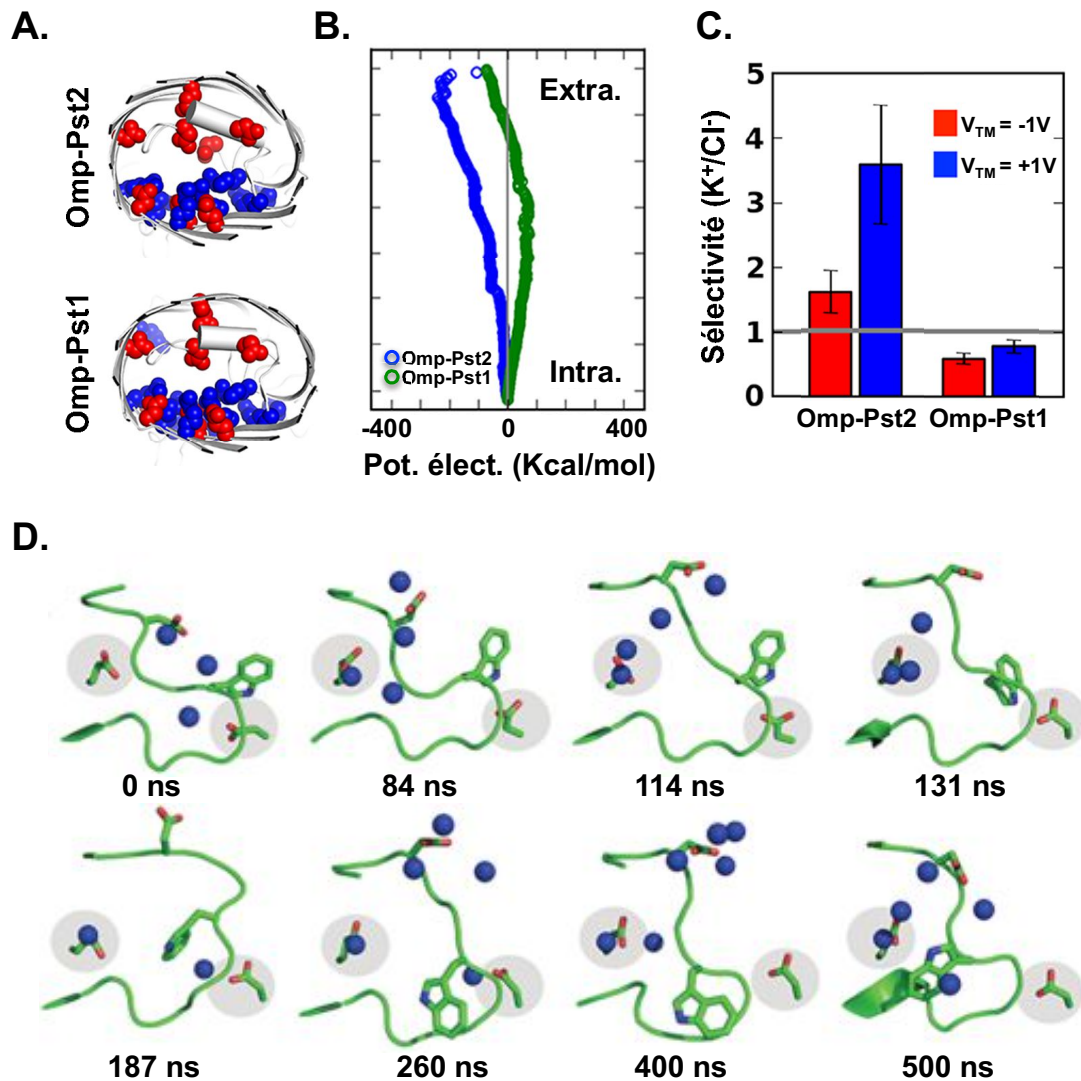 A.
B.
C.
Omp-Pst2
Omp-Pst1
Extra.
Intra.
Omp-Pst2
Omp-Pst1
-400
0
400
Pot. élect. (Kcal/mol)
Sélectivité (K⁺/Cl⁻)
5
4
3
2
1
0
V_TM = -1V
V_TM = +1V
Omp-Pst2
Omp-Pst1
D.
0 ns
84 ns
114 ns
131 ns
187 ns
260 ns
400 ns
500 ns